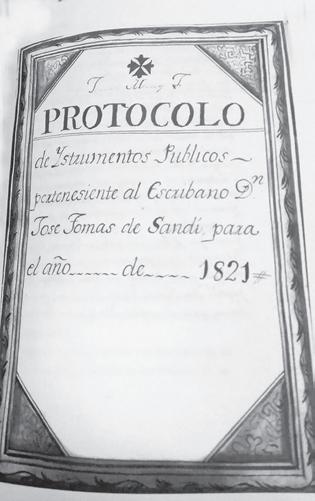 PROTOCOLO
de Ystrumentos Publicos ~
pertenesiente al Escribano Dⁿ.
Jose Tomas de Sandi, para
el año...... de..... 1821